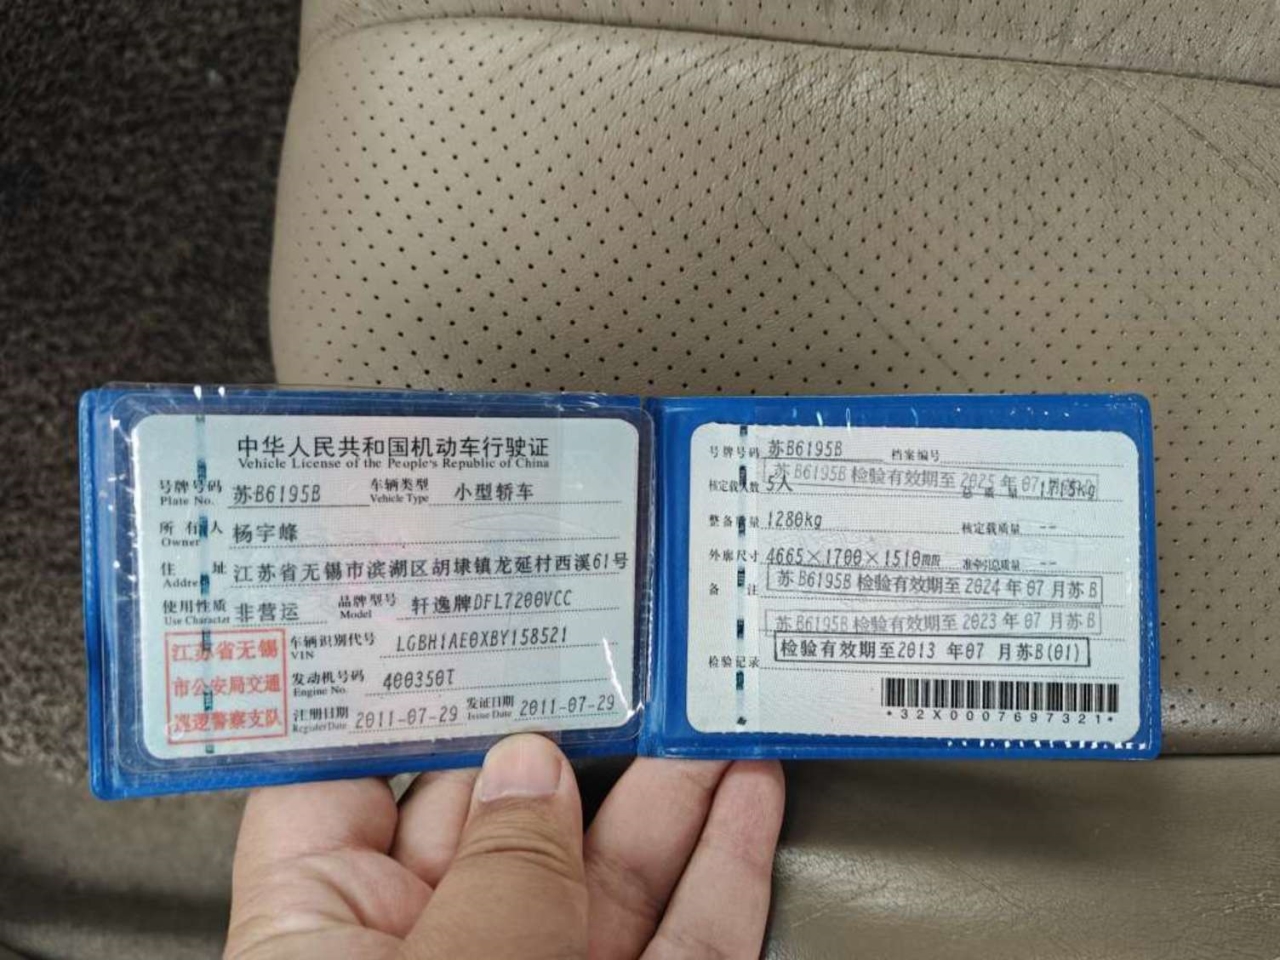 中华人民共和国机动车行驶证
Vehicle License of the People's Republic of China
号牌号码 Plate No. 苏B6195B 车辆类型 Vehicle Type 小型轿车
所有人 Owner 杨宇峰
住址 Address 江苏省无锡市滨湖区胡埭镇龙延村西溪61号
使用性质 Use Character 非营运 品牌型号 Model 轩逸牌DFL7200VCC
车辆识别代号 VIN LGBH1AE0XBY158521
发动机号码 Engine No. 400350T
注册日期 Register Date 2011-07-29 发证日期 Issue Date 2011-07-29
江苏省无锡
市公安局交通
巡逻警察支队
号牌号码 苏B6195B 档案编号
苏B6195B检验有效期至2025年07月
核定载人数 5人 总质量
整备质量 1280kg 核定载质量 --
外廓尺寸 4665×1700×1510 准牵引总质量 --
备注 苏B6195B检验有效期至2024年07月苏B
苏B6195B检验有效期至2023年07月苏B
检验记录 检验有效期至2013年07月苏B(01)
*32X0007697321*